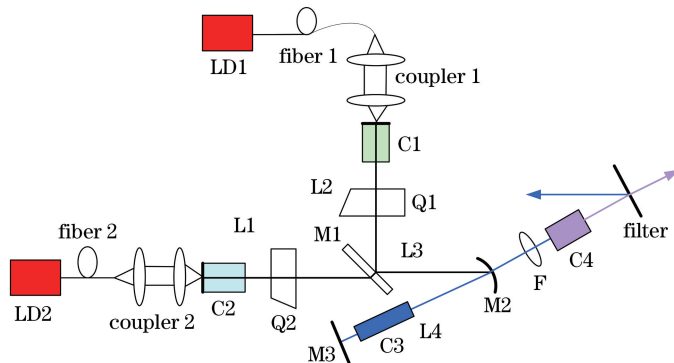 LD1
fiber 1
coupler 1
C1
L2
Q1
L1
M1
L3
fiber 2
filter
C4
F
LD2
coupler 2
C2
Q2
M2
M3
C3
L4